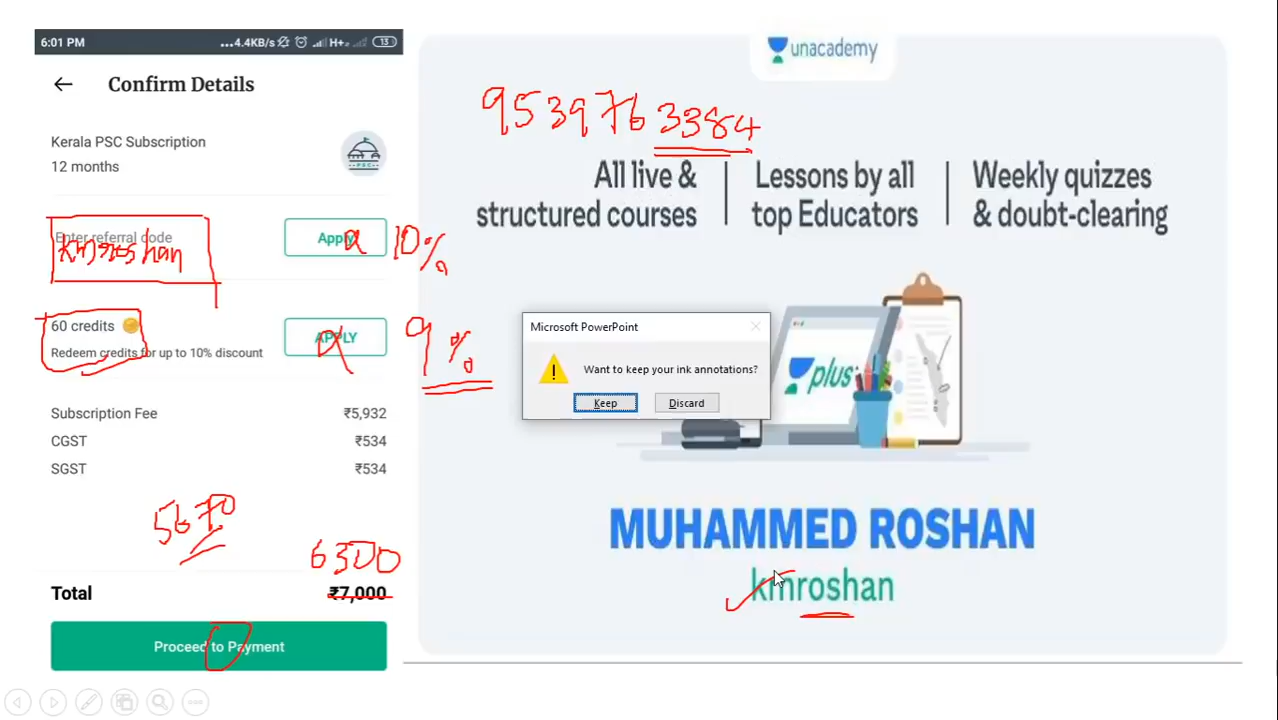 6:01 PM
...4.4KB/s
H+
13
Confirm Details
Kerala PSC Subscription
12 months
PSC
Enter referral code
kmroshan
Apply
a 10%
60 credits
Redeem credits for up to 10% discount
APPLY
a 9%
Subscription Fee ₹5,932
CGST ₹534
SGST ₹534
5670
6300
Total ₹7,000
Proceed to Payment
unacademy
9539763384
All live &
structured courses
Lessons by all
top Educators
Weekly quizzes
& doubt-clearing
plus
Microsoft PowerPoint
Want to keep your ink annotations?
Keep
Discard
MUHAMMED ROSHAN
kmroshan